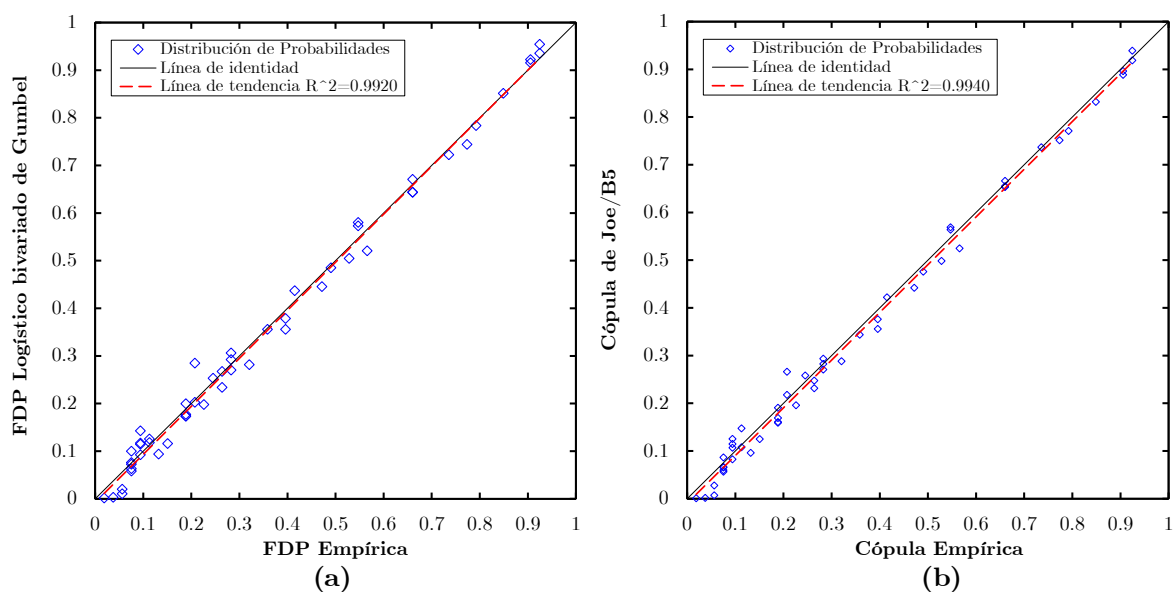 FDP Logístico bivariado de Gumbel
1
0.9
0.8
0.7
0.6
0.5
0.4
0.3
0.2
0.1
0
Distribución de Probabilidades
Línea de identidad
Línea de tendencia R^2=0.9920
0 0.1 0.2 0.3 0.4 0.5 0.6 0.7 0.8 0.9 1
FDP Empírica
(a)
Cópula de Joe/B5
1
0.9
0.8
0.7
0.6
0.5
0.4
0.3
0.2
0.1
0
Distribución de Probabilidades
Línea de identidad
Línea de tendencia R^2=0.9940
0 0.1 0.2 0.3 0.4 0.5 0.6 0.7 0.8 0.9 1
Cópula Empírica
(b)